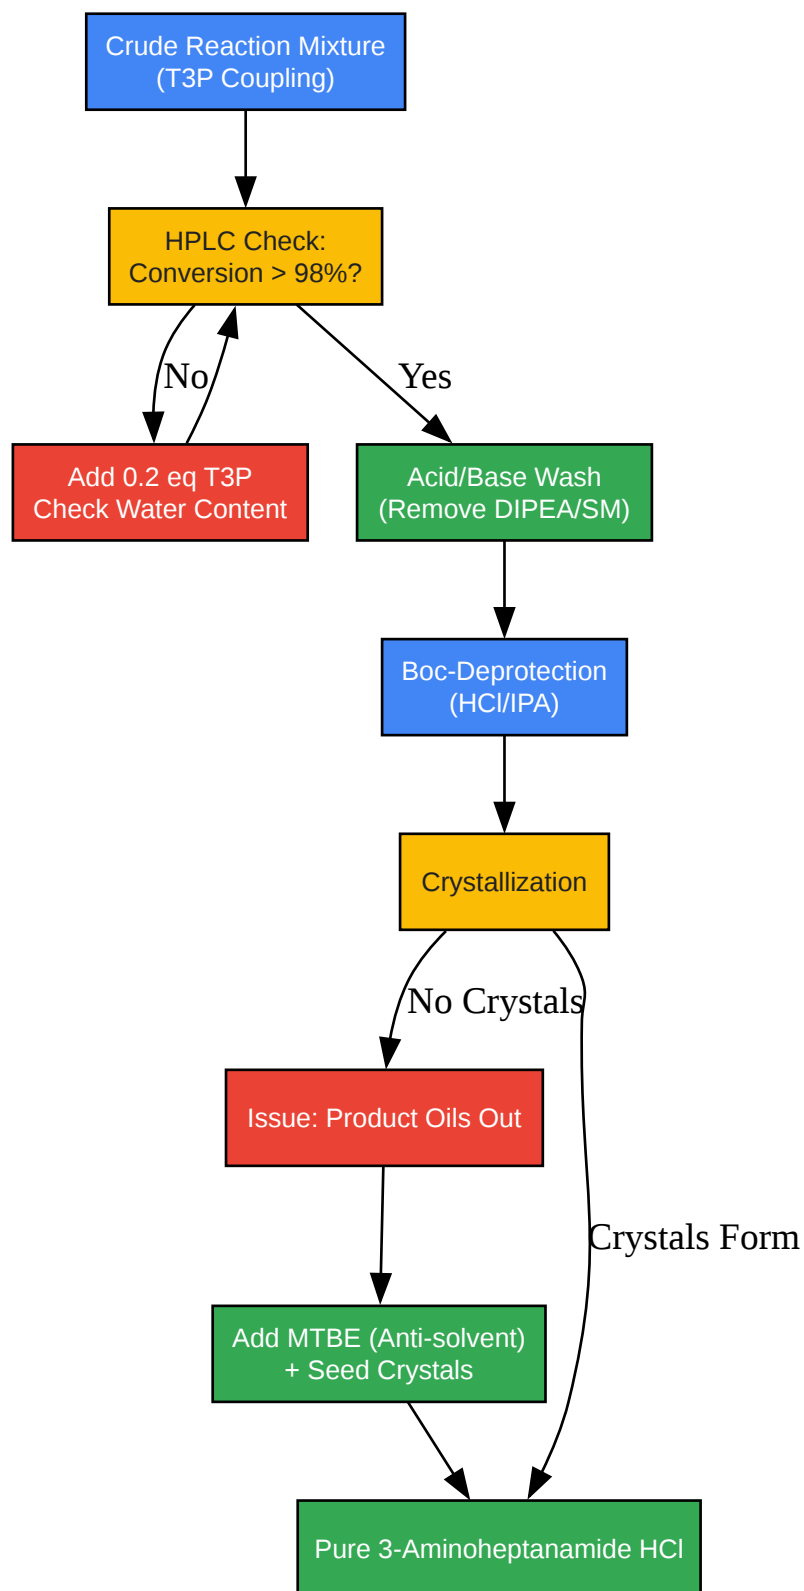 Crude Reaction Mixture
(T3P Coupling)
HPLC Check:
Conversion > 98%?
No
Yes
Add 0.2 eq T3P
Check Water Content
Acid/Base Wash
(Remove DIPEA/SM)
Boc-Deprotection
(HCl/IPA)
Crystallization
No Crystals
Issue: Product Oils Out
Crystals Form
Add MTBE (Anti-solvent)
+ Seed Crystals
Pure 3-Aminoheptanamide HCl